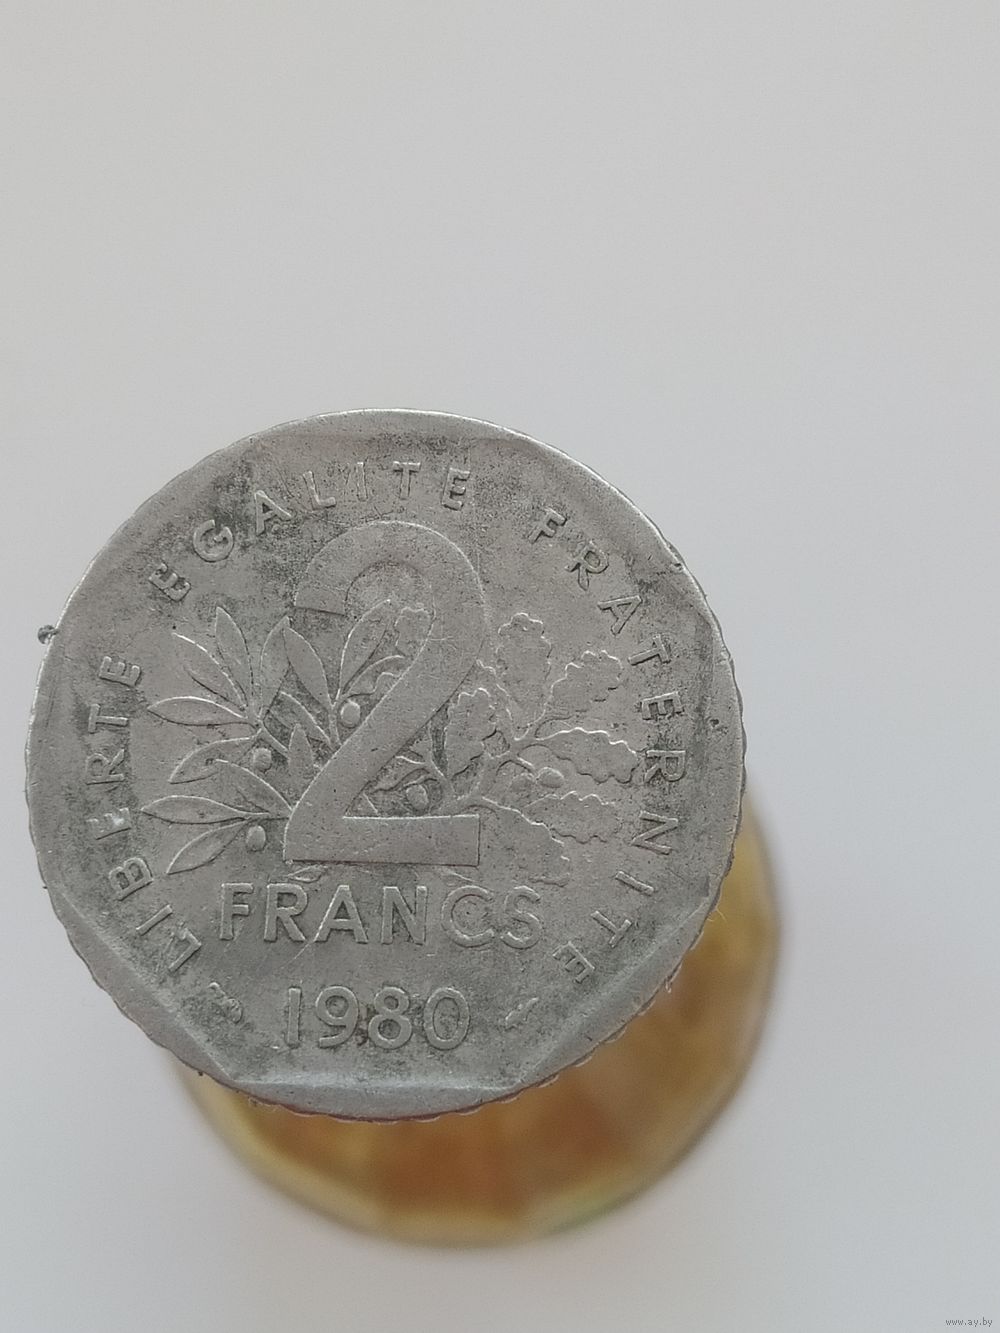 LIBERTE EGALITE FRATERNITE
2
FRANCS
1980
www.ay.by